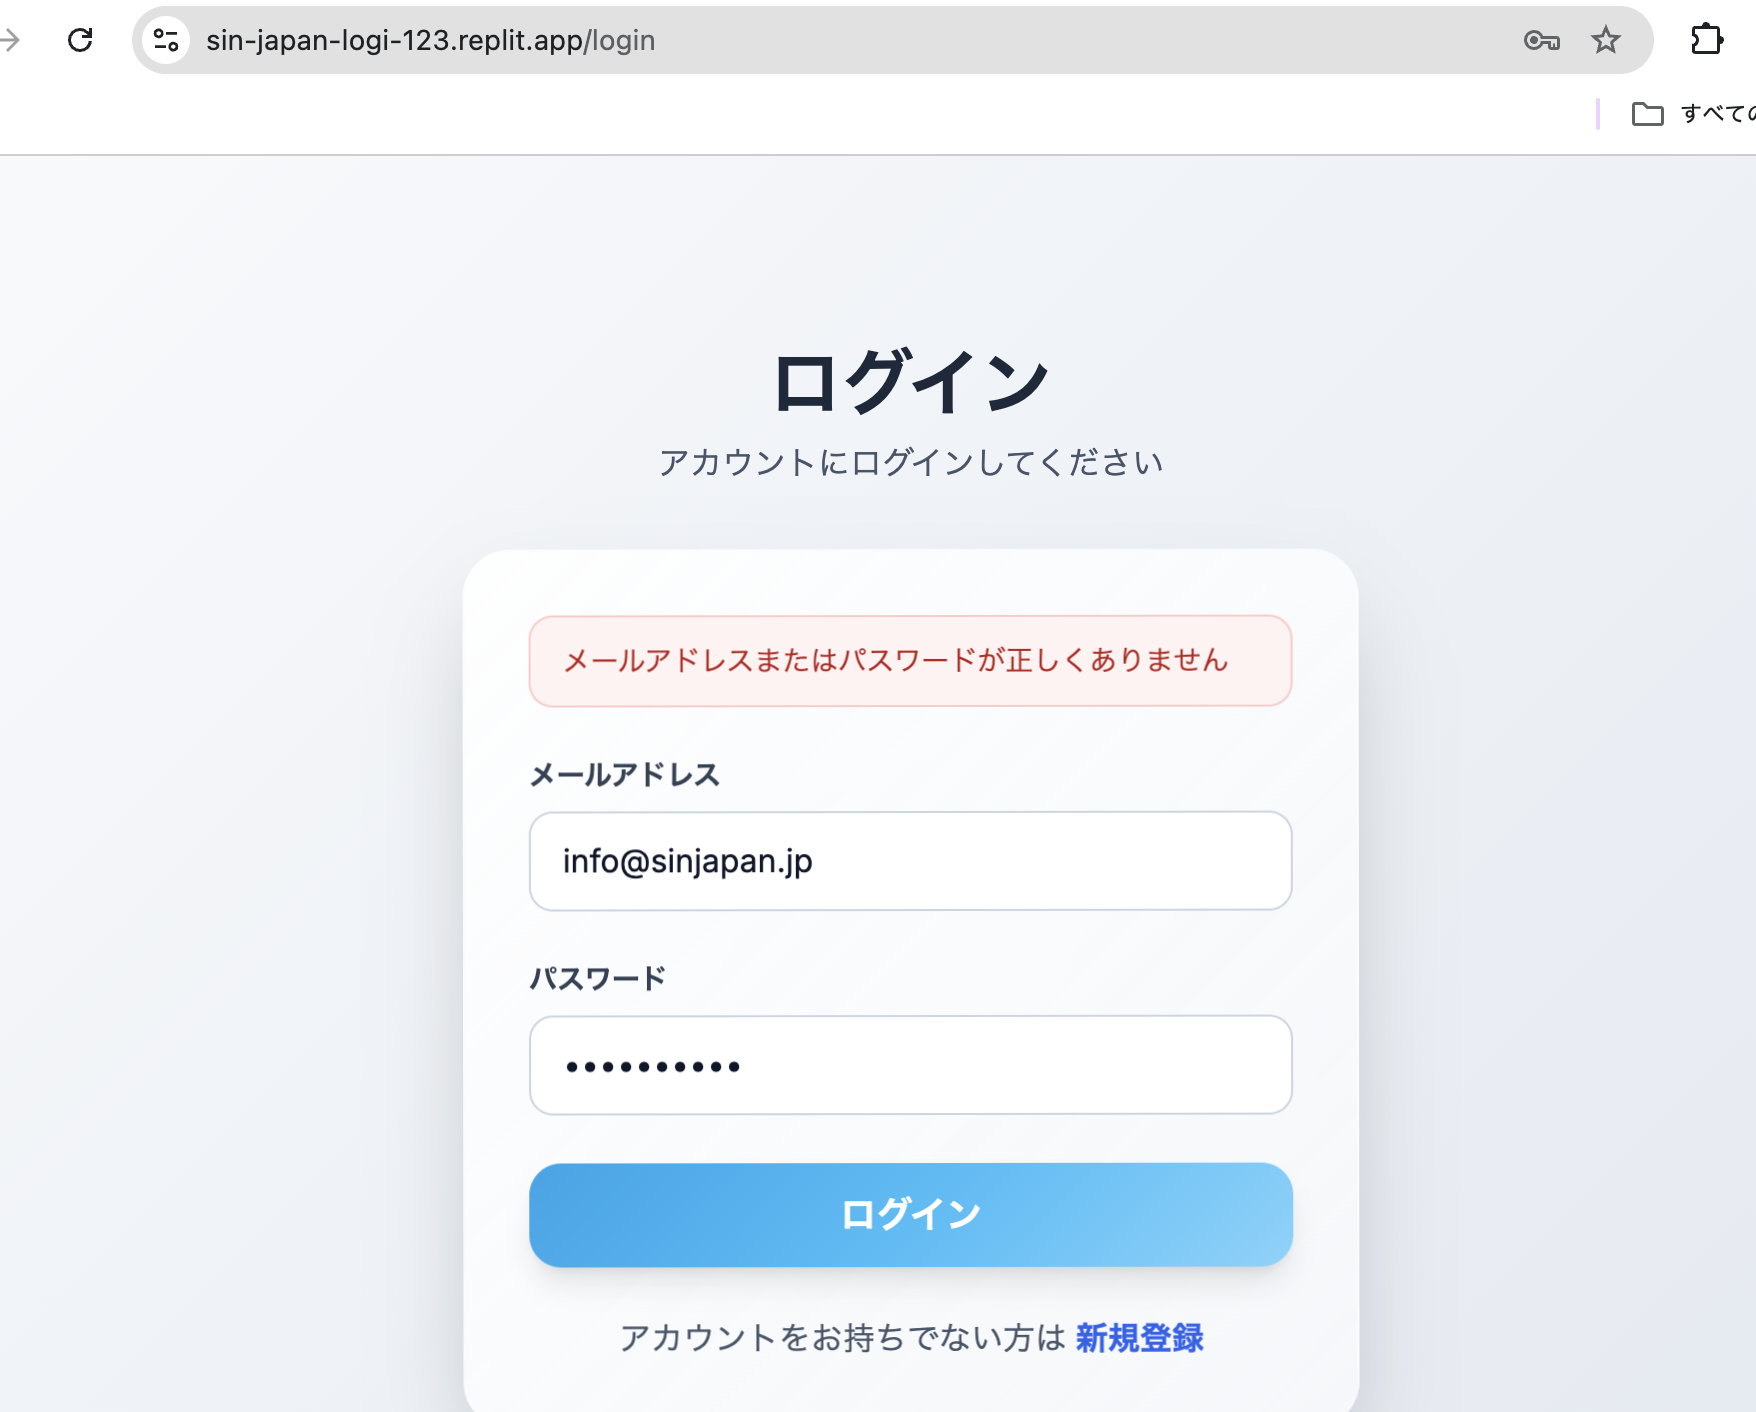 sin-japan-logi-123.replit.app/login
すべての
ログイン
アカウントにログインしてください
メールアドレスまたはパスワードが正しくありません
メールアドレス
info@sinjapan.jp
パスワード
••••••••••
ログイン
アカウントをお持ちでない方は 新規登録